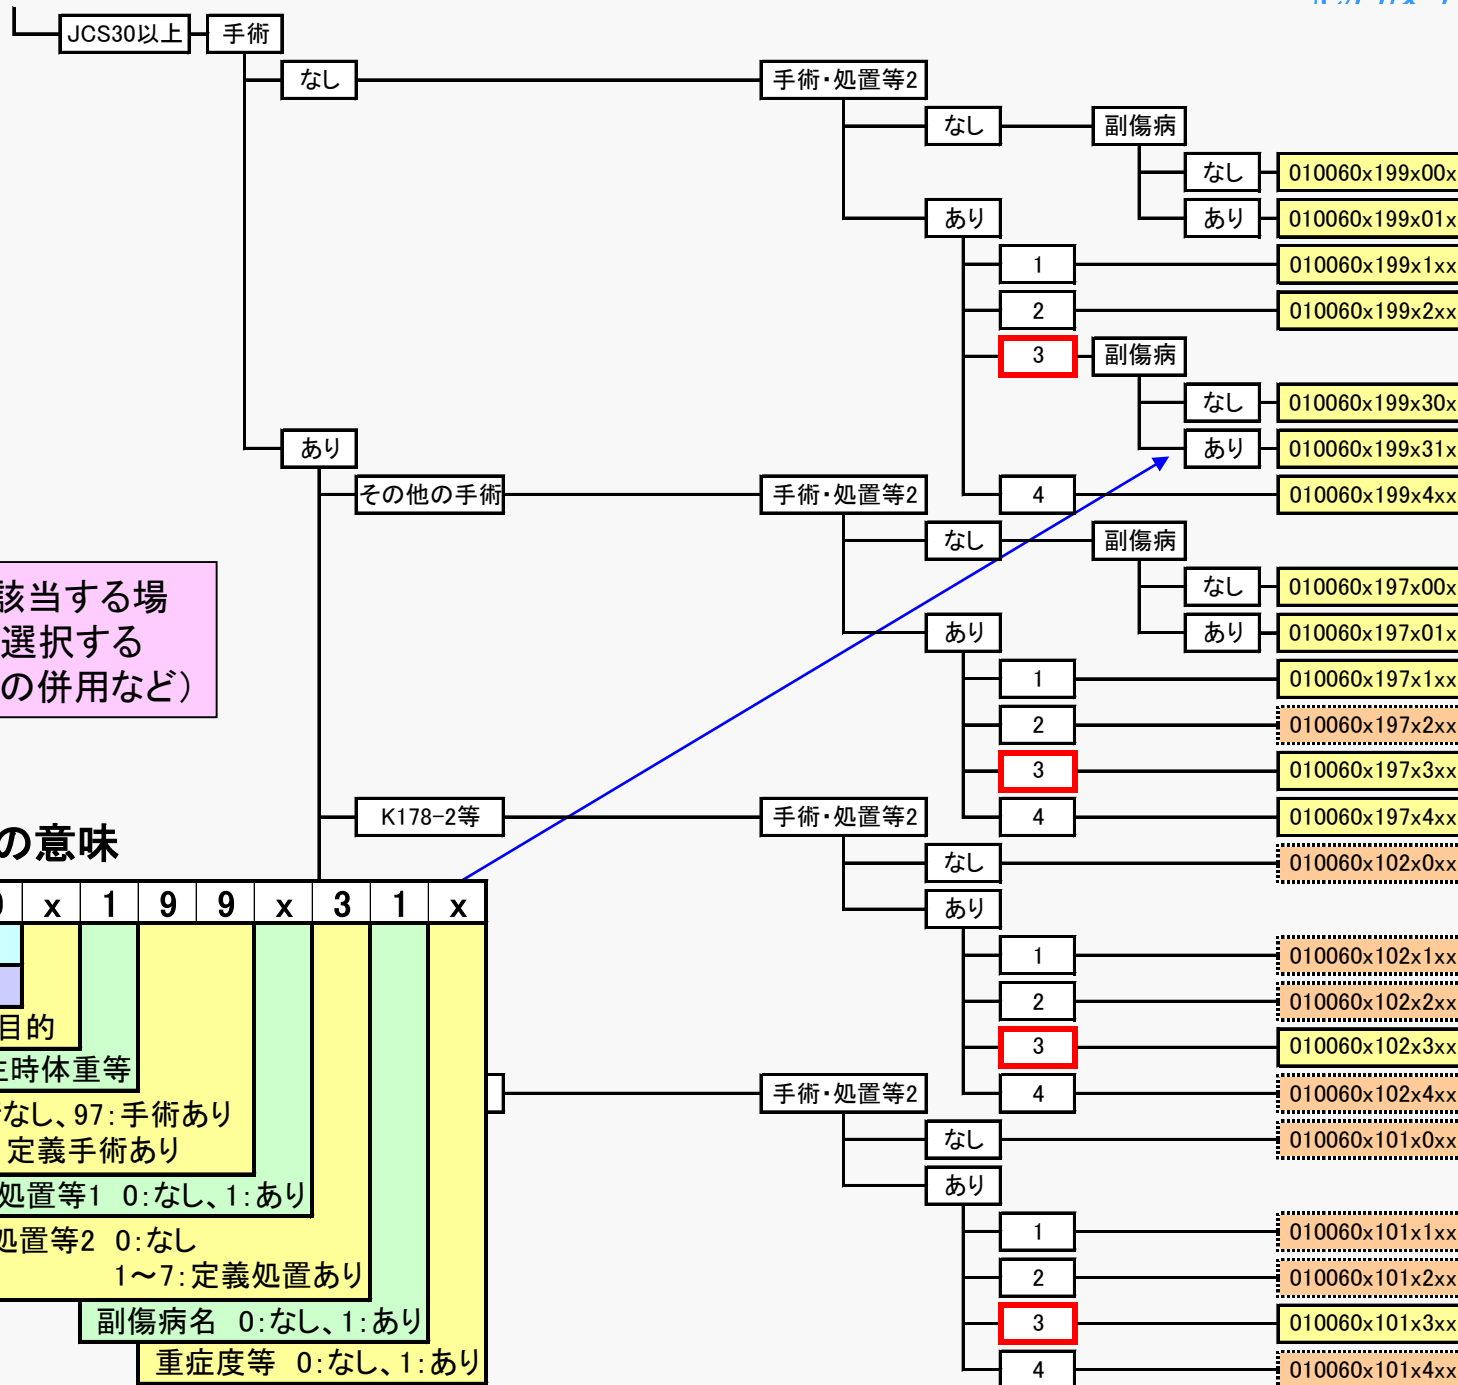 JCS30以上 手術
なし 手術・処置等2
なし 副傷病
なし 010060x199x00x
あり あり 010060x199x01x
1 010060x199x1xx
2 010060x199x2xx
3 副傷病
なし 010060x199x30x
あり あり 010060x199x31x
その他の手術 手術・処置等2 4 010060x199x4xx
なし 副傷病
なし 010060x197x00x
あり あり 010060x197x01x
1 010060x197x1xx
2 010060x197x2xx
3 010060x197x3xx
K178-2等 手術・処置等2 4 010060x197x4xx
なし 010060x102x0xx
あり
1 010060x102x1xx
2 010060x102x2xx
3 010060x102x3xx
手術・処置等2 4 010060x102x4xx
なし 010060x101x0xx
あり
1 010060x101x1xx
2 010060x101x2xx
3 010060x101x3xx
4 010060x101x4xx
該当する場
選択する
の併用など）
の意味
x 1 9 9 x 3 1 x
目的
時体重等
なし、97:手術あり
定義手術あり
処置等1 0:なし、1:あり
処置等2 0:なし
1～7:定義処置あり
副傷病名 0:なし、1:あり
重症度等 0:なし、1:あり